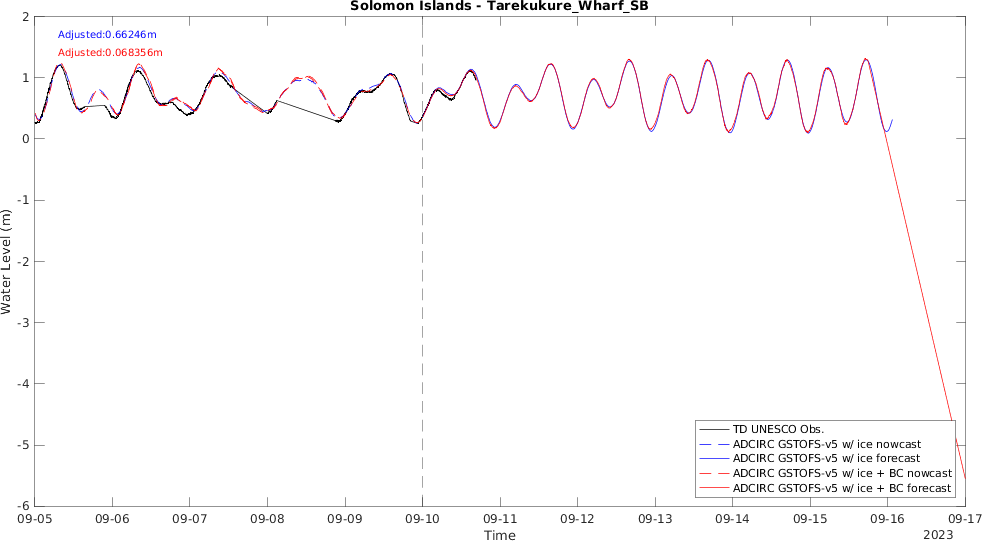 Solomon Islands - Tarekukure_Wharf_SB
Adjusted:0.66246m
Adjusted:0.068356m
2
1
0
-1
-2
-3
-4
-5
-6
Water Level (m)
TD UNESCO Obs.
ADCIRC GSTOFS-v5 w/ ice nowcast
ADCIRC GSTOFS-v5 w/ ice forecast
ADCIRC GSTOFS-v5 w/ ice + BC nowcast
ADCIRC GSTOFS-v5 w/ ice + BC forecast
09-05 09-06 09-07 09-08 09-09 09-10 09-11 09-12 09-13 09-14 09-15 09-16 09-17
Time
2023